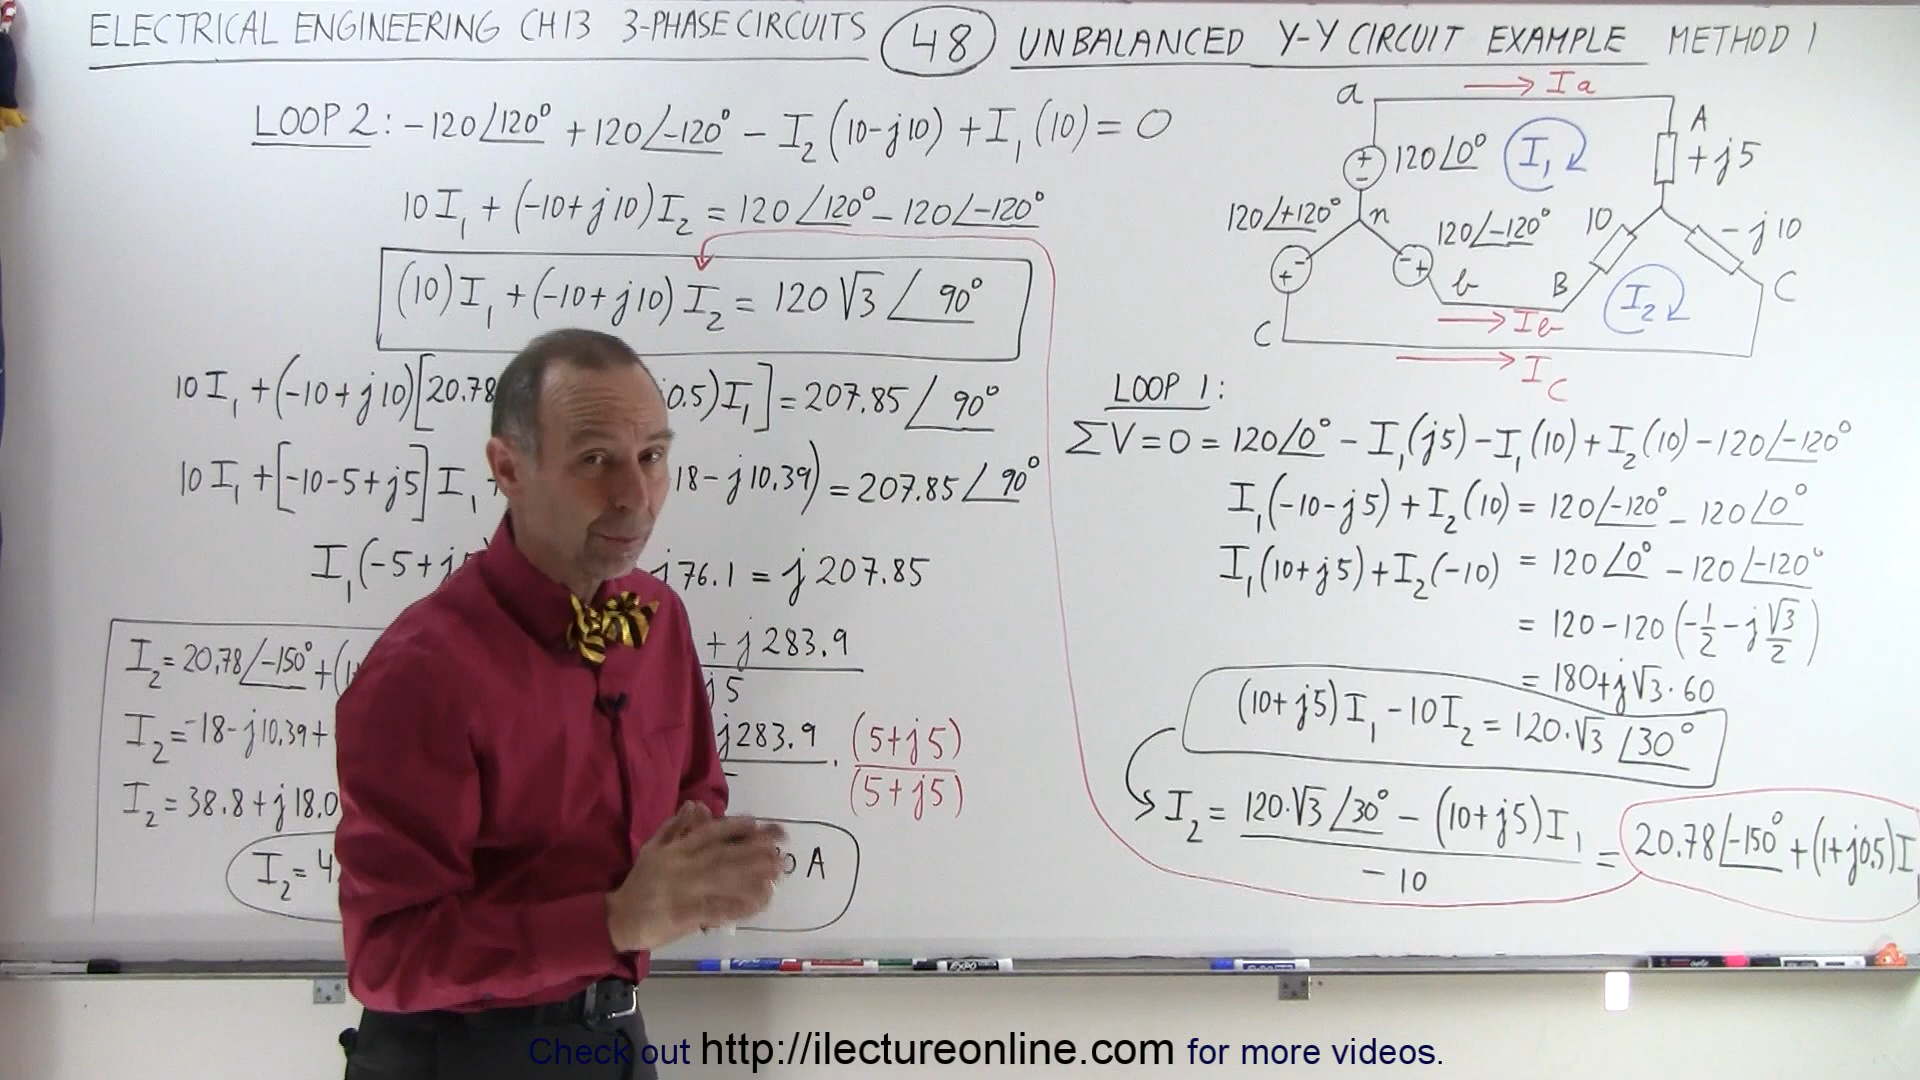 ELECTRICAL ENGINEERING CH 13 3-PHASE CIRCUITS 48 UNBALANCED Y-Y CIRCUIT EXAMPLE METHOD 1
LOOP 2: -120∠120° + 120∠-120° - I₂(10-j10) + I₁(10) = 0
10I₁ + (-10+j10)I₂ = 120∠120° - 120∠-120°
(10)I₁ + (-10+j10)I₂ = 120√3 ∠90°
10I₁ + (-10+j10)[20.78 0.5)I₁] = 207.85∠90°
10I₁ + [-10-5+j5]I₁ + 18-j10.39) = 207.85∠90°
I₁(-5+j5 j76.1 = j207.85
+ j283.9
j5
j283.9 · (5+j5)
(5+j5)
I₂ = 20.78∠-150° + (1
I₂ = -18-j10.39 +
I₂ = 38.8 + j18.0
I₂ = 4 A
a Ia
A
120∠0° I₁ +j5
+
-
120∠+120° n 120∠-120° 10 -j10
+ - - +
b B I₂ C
C Ib
IC
LOOP 1:
ΣV = 0 = 120∠0° - I₁(j5) - I₁(10) + I₂(10) - 120∠-120°
I₁(-10-j5) + I₂(10) = 120∠-120° - 120∠0°
I₁(10+j5) + I₂(-10) = 120∠0° - 120∠-120°
= 120 - 120(-1/2 - j√3/2)
= 180 + j√3·60
(10+j5)I₁ - 10I₂ = 120·√3 ∠30°
I₂ = 120·√3∠30° - (10+j5)I₁ = 20.78∠-150° + (1+j0.5)I₁
-10
EXPO
Check out http://ilectureonline.com for more videos.